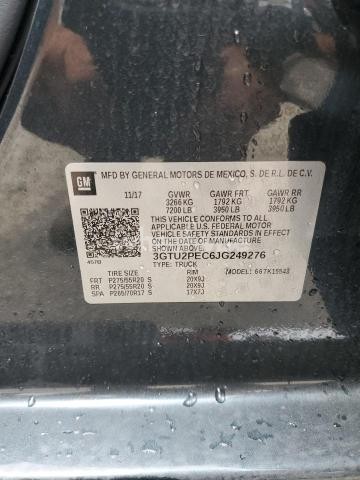 GM
MFD BY GENERAL MOTORS DE MEXICO, S. DE R.L. DE C.V.
11/17 GVWR GAWR FRT GAWR RR
3266 KG 1792 KG 1792 KG
7200 LB 3950 LB 3950 LB
THIS VEHICLE CONFORMS TO ALL APPLICABLE
U.S. FEDERAL MOTOR VEHICLE
SAFETY STANDARDS IN EFFECT
ON THE DATE OF MANUFACTURE
SHOWN ABOVE.
3GTU2PEC6JG249276
TYPE: TRUCK
4578 TIRE SIZE RIM MODEL: 667K15543
FRT P275/55R20 S 20X9J
RR P275/55R20 S 20X9J
SPA P265/70R17 S 17X7J